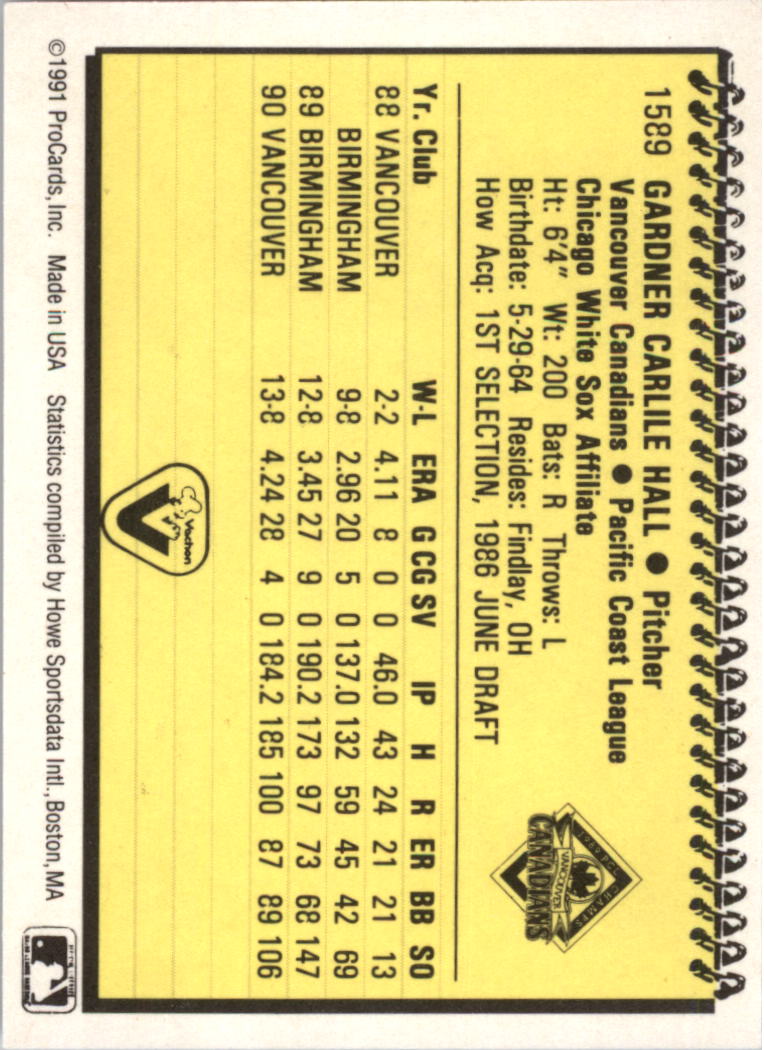 1589 GARDNER CARLILE HALL ● Pitcher
Vancouver Canadians ● Pacific Coast League
Chicago White Sox Affiliate
Ht: 6'4" Wt: 200 Bats: R Throws: L
Birthdate: 5-29-64 Resides: Findlay, OH
How Acq: 1ST SELECTION, 1986 JUNE DRAFT
1989 PCL CHAMPS
VANCOUVER
CANADIANS
Yr. Club W-L ERA G CG SV IP H R ER BB SO
88 VANCOUVER 2-2 4.11 8 0 0 46.0 43 24 21 21 13
BIRMINGHAM 9-8 2.96 20 5 0 137.0 132 59 45 42 69
89 BIRMINGHAM 12-8 3.45 27 9 0 190.2 173 97 73 68 147
90 VANCOUVER 13-8 4.24 28 4 0 184.2 185 100 87 89 106
Vachon
V
©1991 ProCards, Inc. Made in USA Statistics compiled by Howe Sportsdata Intl., Boston, MA